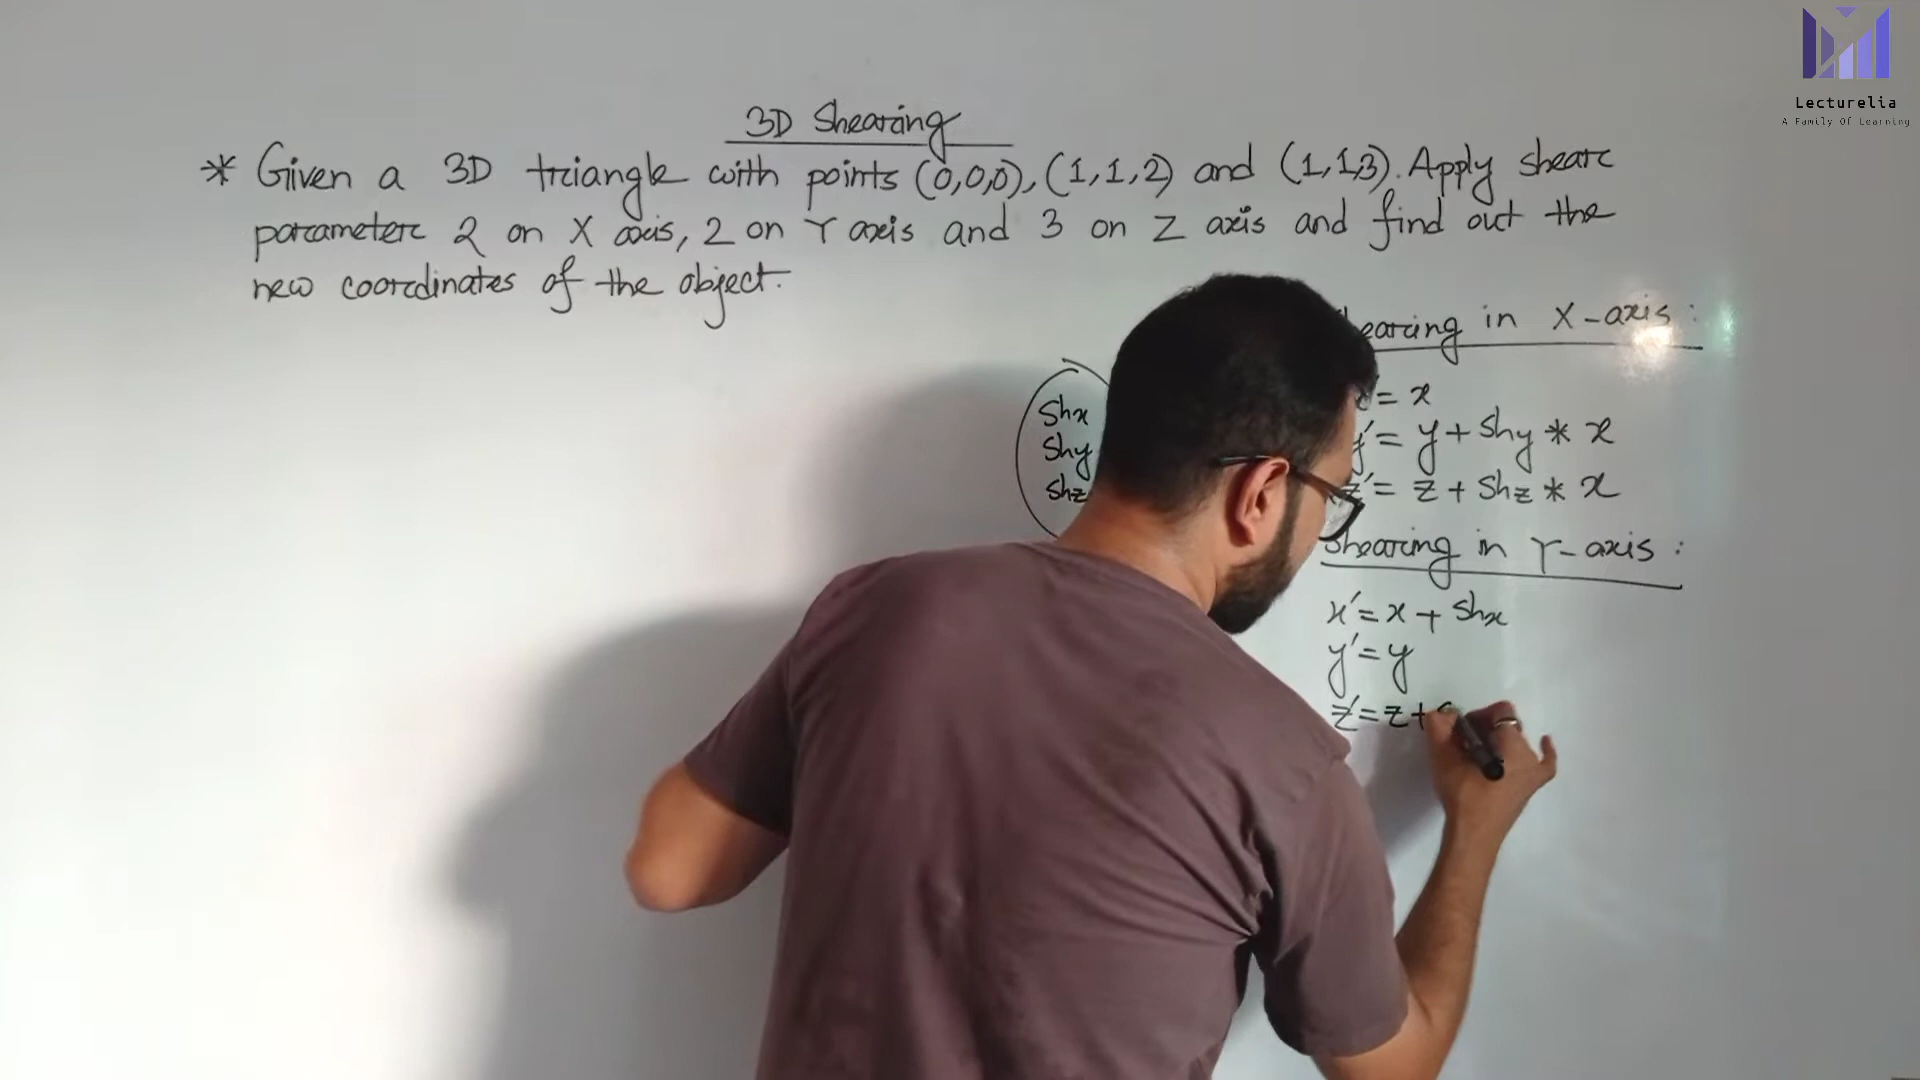 Lecturelia
A Family Of Learning
3D Shearing
* Given a 3D triangle with points (0,0,0), (1,1,2) and (1,1,3). Apply shear
parameter 2 on X axis, 2 on Y axis and 3 on Z axis and find out the
new coordinates of the object.
Shx
Shy
Shz
earing in X-axis:
'= x
y'= y + Shy * x
z'= z + Shz * x
Shearing in Y-axis:
x'= x + Shx
y'= y
z'= z +